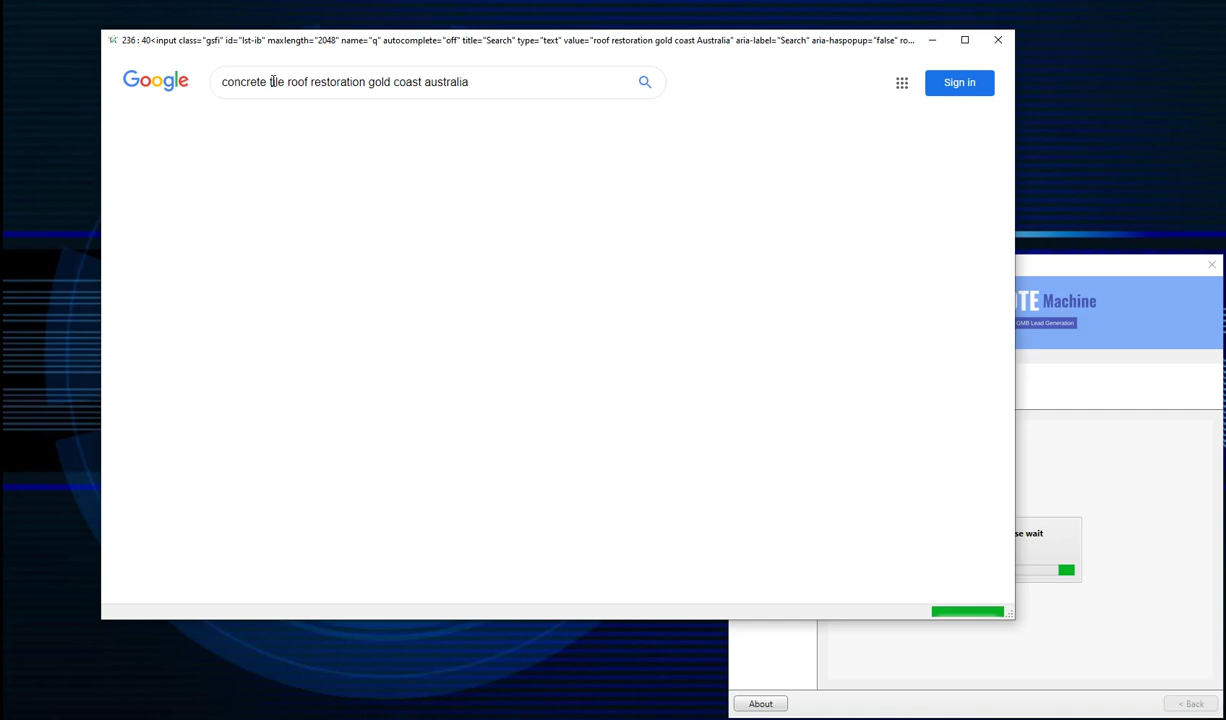 236 : 40<input class="gsfi" id="lst-ib" maxlength="2048" name="q" autocomplete="off" title="Search" type="text" value="roof restoration gold coast Australia" aria-label="Search" aria-haspopup="false" ro...
Google
concrete tile roof restoration gold coast australia
Sign in
OTE Machine
GMB Lead Generation
se wait
About
< Back